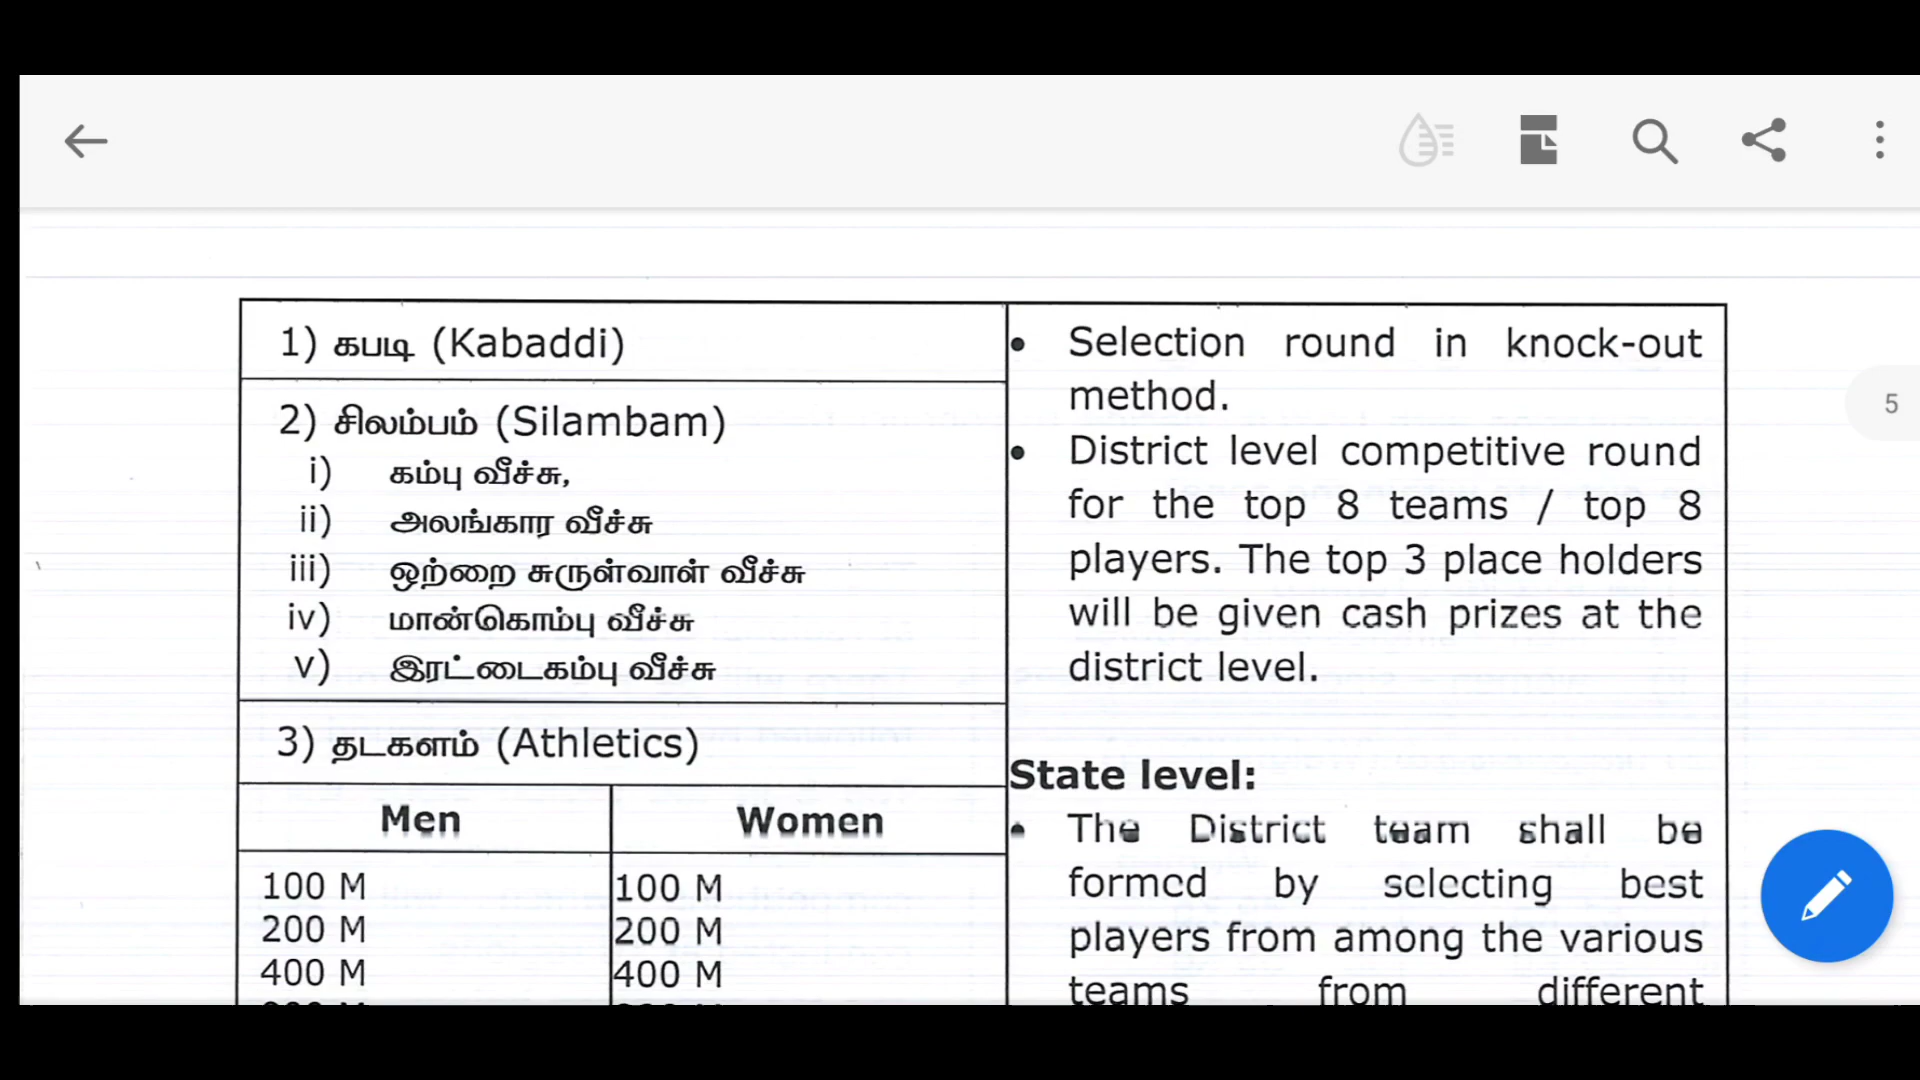 5
1) கபடி (Kabaddi)
2) சிலம்பம் (Silambam)
i) கம்பு வீச்சு,
ii) அலங்கார வீச்சு
iii) ஒற்றை சுருள்வாள் வீச்சு
iv) மான்கொம்பு வீச்சு
v) இரட்டைகம்பு வீச்சு
3) தடகளம் (Athletics)
Men Women
100 M 100 M
200 M 200 M
400 M 400 M
• Selection round in knock-out
method.
• District level competitive round
for the top 8 teams / top 8
players. The top 3 place holders
will be given cash prizes at the
district level.
State level:
• The District team shall be
formed by selecting best
players from among the various
teams from different